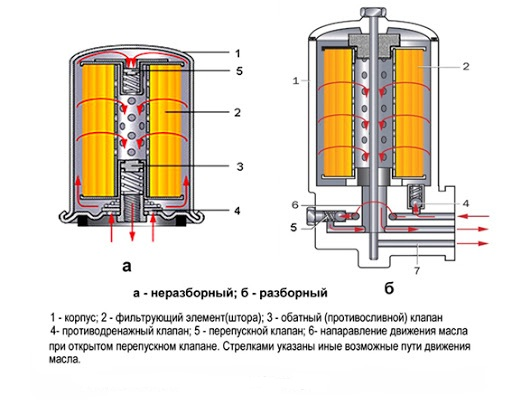 1
5
2
3
4
а
1
2
4
6
5
7
б
а - неразборный; б - разборный
1 - корпус; 2 - фильтрующий элемент(штора); 3 - обатный (противосливной) клапан
4- противодренажный клапан; 5 - перепускной клапан; 6- напаравление движения масла
при открытом перепускном клапане. Стрелками указаны иные возможные пути движения
масла.